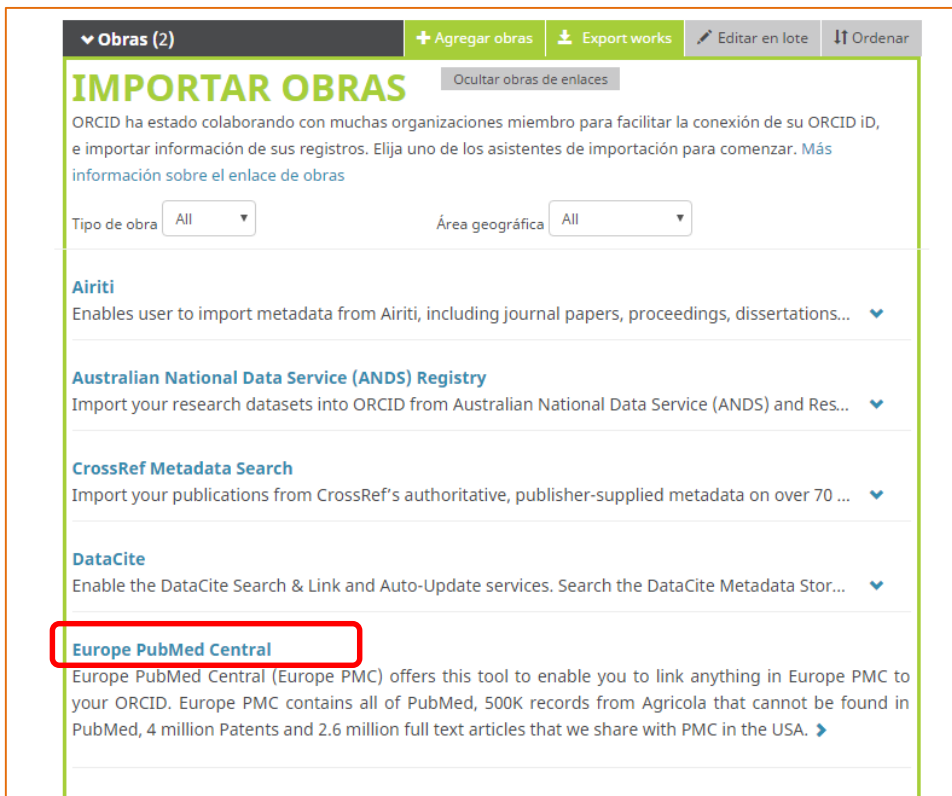 Obras (2) Agregar obras Export works Editar en lote Ordenar
IMPORTAR OBRAS Ocultar obras de enlaces
ORCID ha estado colaborando con muchas organizaciones miembro para facilitar la conexión de su ORCID iD,
e importar información de sus registros. Elija uno de los asistentes de importación para comenzar. Más
información sobre el enlace de obras
Tipo de obra All Área geográfica All
Airiti
Enables user to import metadata from Airiti, including journal papers, proceedings, dissertations...
Australian National Data Service (ANDS) Registry
Import your research datasets into ORCID from Australian National Data Service (ANDS) and Res...
CrossRef Metadata Search
Import your publications from CrossRef’s authoritative, publisher-supplied metadata on over 70 ...
DataCite
Enable the DataCite Search & Link and Auto-Update services. Search the DataCite Metadata Stor...
Europe PubMed Central
Europe PubMed Central (Europe PMC) offers this tool to enable you to link anything in Europe PMC to
your ORCID. Europe PMC contains all of PubMed, 500K records from Agricola that cannot be found in
PubMed, 4 million Patents and 2.6 million full text articles that we share with PMC in the USA.